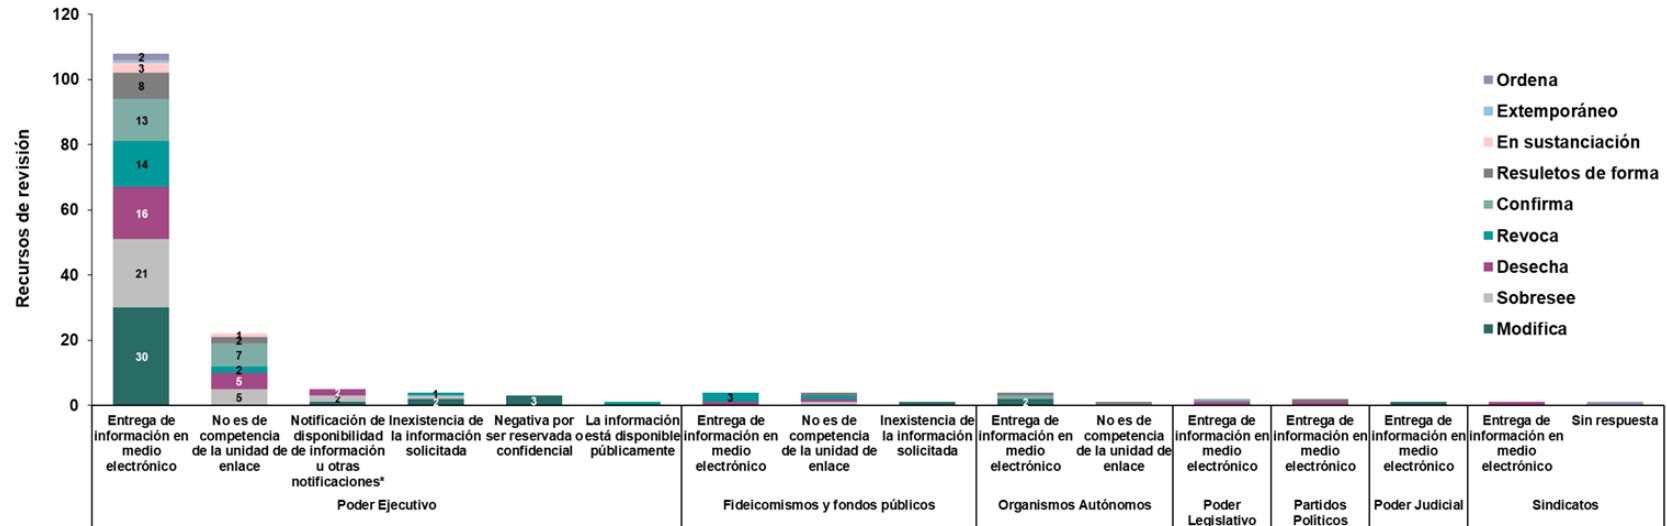 120
100
80
60
40
20
0
Recursos de revisión
2
3
8
13
14
16
21
30
1
2
7
2
5
5
2
2
1
2
3
3
2
Ordena
Extemporáneo
En sustanciación
Resuletos de forma
Confirma
Revoca
Desecha
Sobresee
Modifica
Entrega de
información en
medio
electrónico
No es de
competencia
de la unidad de
enlace
Notificación de
disponibilidad
de información
u otras
notificaciones*
Inexistencia de
la información
solicitada
Negativa por
ser reservada o
confidencial
La información
está disponible
públicamente
Entrega de
información en
medio
electrónico
No es de
competencia
de la unidad de
enlace
Inexistencia de
la información
solicitada
Entrega de
información en
medio
electrónico
No es de
competencia
de la unidad de
enlace
Entrega de
información en
medio
electrónico
Entrega de
información en
medio
electrónico
Entrega de
información en
medio
electrónico
Entrega de
información en
medio
electrónico
Sin respuesta
Poder Ejecutivo
Fideicomismos y fondos públicos
Organismos Autónomos
Poder
Legislativo
Partidos
Políticos
Poder Judicial
Sindicatos